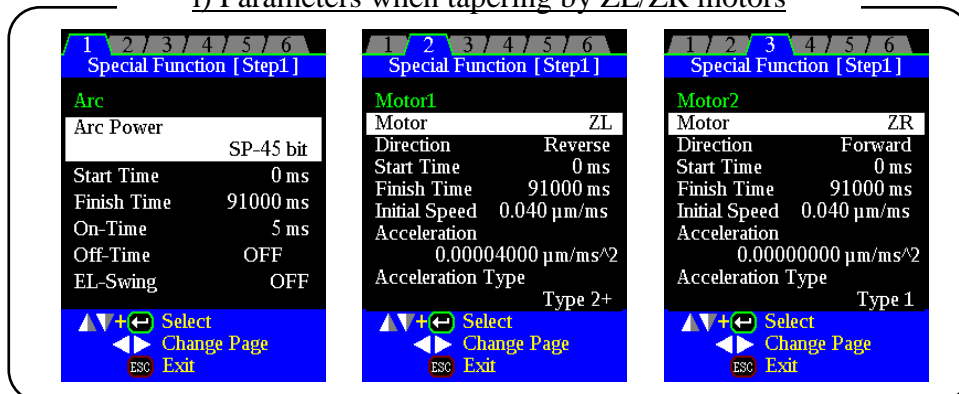 i) Parameters when tapering by ZL/ZR motors
1 2 3 4 5 6
Special Function [Step1]
Arc
Arc Power
SP-45 bit
Start Time 0 ms
Finish Time 91000 ms
On-Time 5 ms
Off-Time OFF
EL-Swing OFF
+ Select
Change Page
ESC Exit
1 2 3 4 5 6
Special Function [Step1]
Motor1
Motor ZL
Direction Reverse
Start Time 0 ms
Finish Time 91000 ms
Initial Speed 0.040 µm/ms
Acceleration
0.00004000 µm/ms^2
Acceleration Type
Type 2+
+ Select
Change Page
ESC Exit
1 2 3 4 5 6
Special Function [Step1]
Motor2
Motor ZR
Direction Forward
Start Time 0 ms
Finish Time 91000 ms
Initial Speed 0.040 µm/ms
Acceleration
0.00000000 µm/ms^2
Acceleration Type
Type 1
+ Select
Change Page
ESC Exit